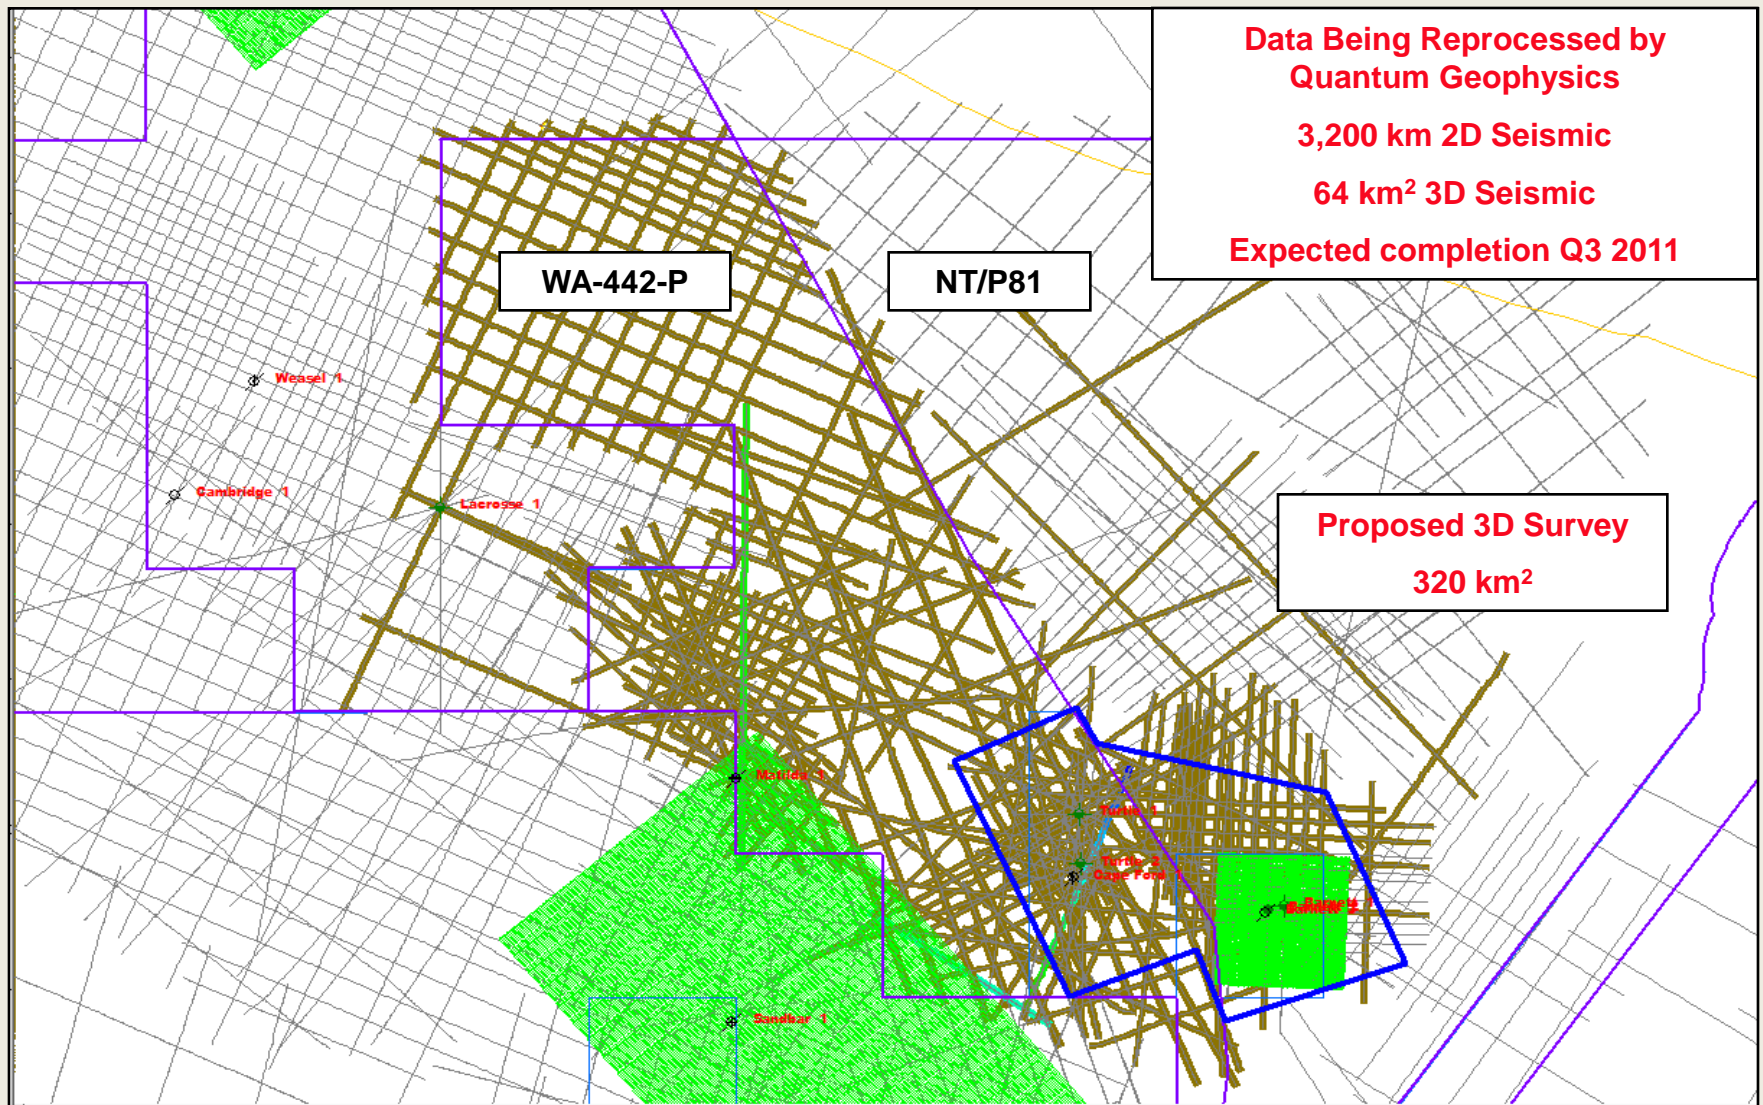 Data Being Reprocessed by
Quantum Geophysics
3,200 km 2D Seismic
64 km² 3D Seismic
Expected completion Q3 2011
WA-442-P
NT/P81
Weasel 1
Cambridge 1
Lacrosse 1
Proposed 3D Survey
320 km²
Matilda 1
Turtle 1
Turtle 2
Cape Ford 1
Barnett 1
Sandbar 1